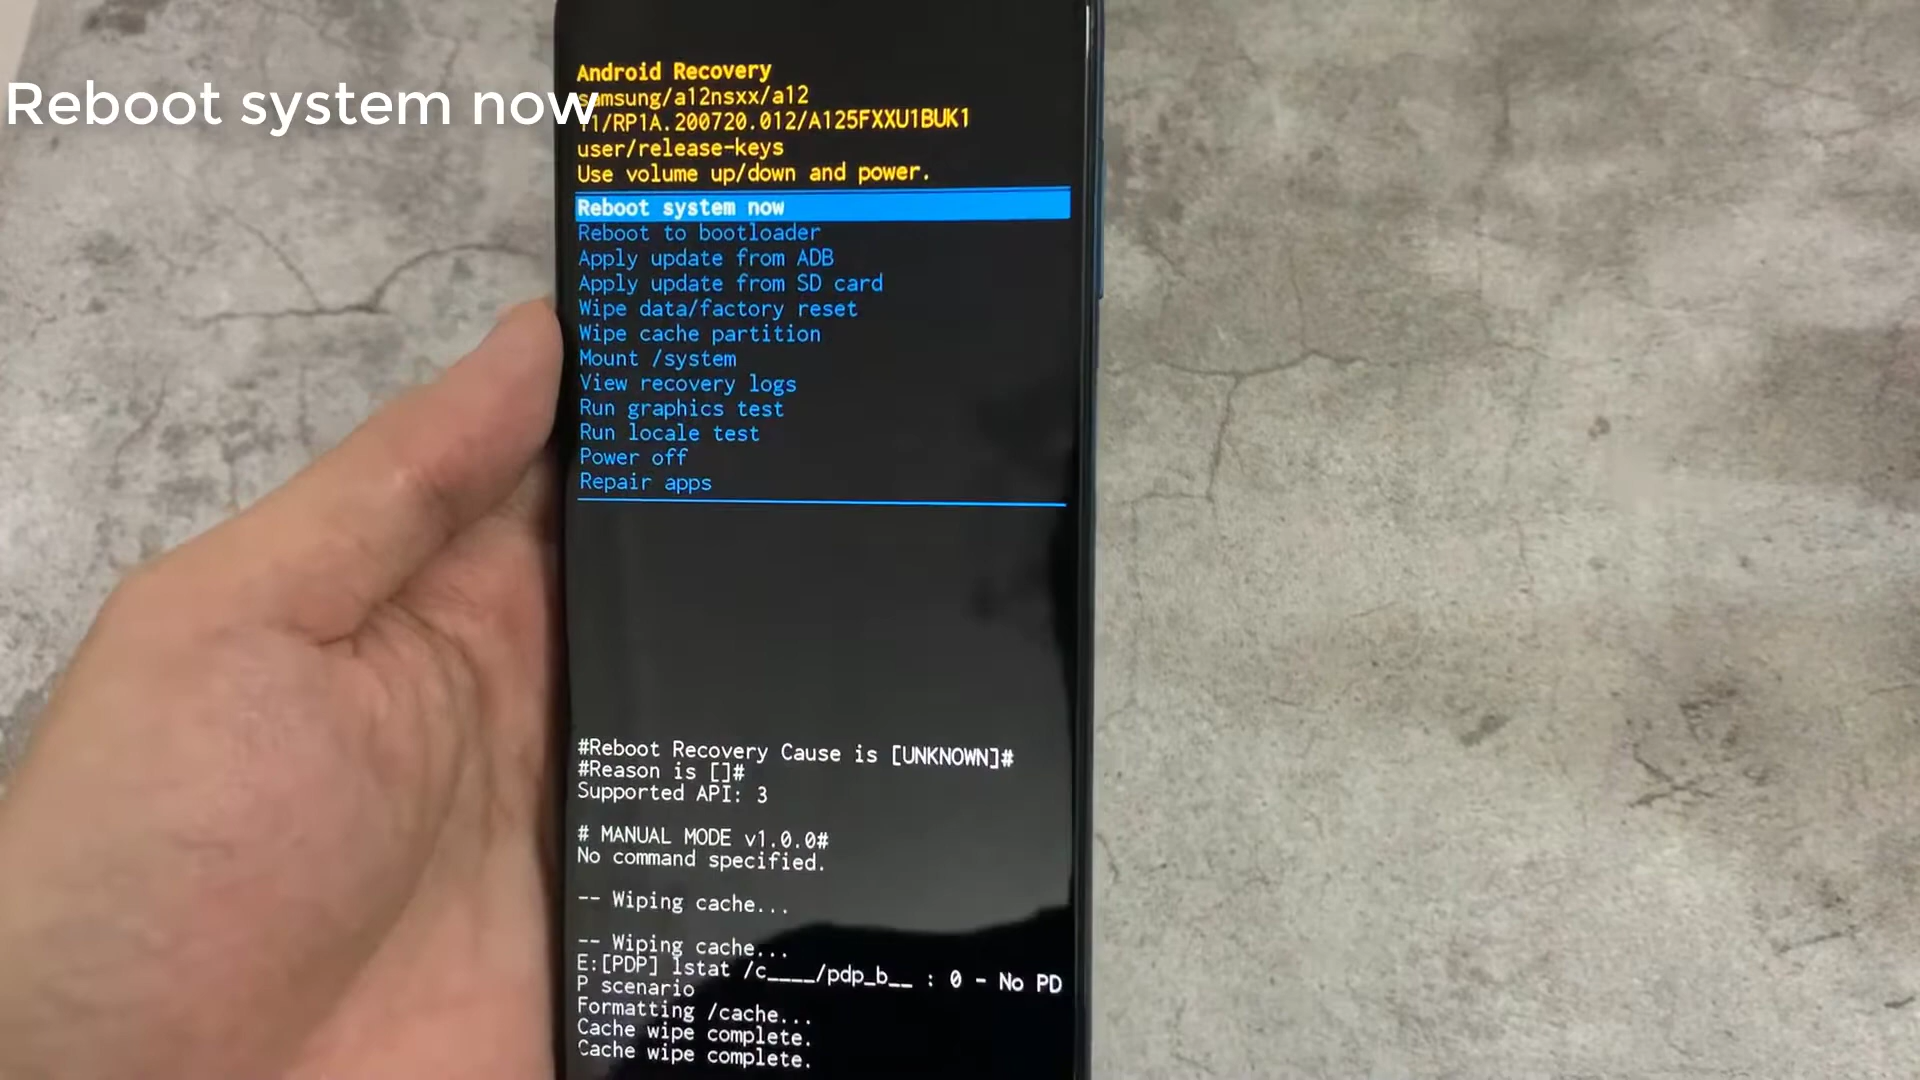 Reboot system now
Android Recovery
samsung/a12nsxx/a12
11/RP1A.200720.012/A125FXXU1BUK1
user/release-keys
Use volume up/down and power.
Reboot system now
Reboot to bootloader
Apply update from ADB
Apply update from SD card
Wipe data/factory reset
Wipe cache partition
Mount /system
View recovery logs
Run graphics test
Run locale test
Power off
Repair apps
#Reboot Recovery Cause is [UNKNOWN]#
#Reason is []#
Supported API: 3
# MANUAL MODE v1.0.0#
No command specified.
-- Wiping cache...
-- Wiping cache...
E:[PDP] lstat /c____/pdp_b__ : 0 - No PD
P scenario
Formatting /cache...
Cache wipe complete.
Cache wipe complete.